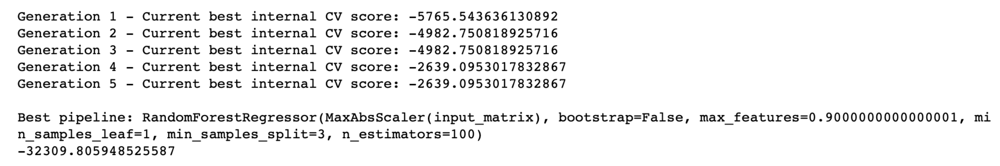 Generation 1 - Current best internal CV score: -5765.543636130892
Generation 2 - Current best internal CV score: -4982.750818925716
Generation 3 - Current best internal CV score: -4982.750818925716
Generation 4 - Current best internal CV score: -2639.0953017832867
Generation 5 - Current best internal CV score: -2639.0953017832867
Best pipeline: RandomForestRegressor(MaxAbsScaler(input_matrix), bootstrap=False, max_features=0.9000000000000001, mi
n_samples_leaf=1, min_samples_split=3, n_estimators=100)
-32309.805948525587